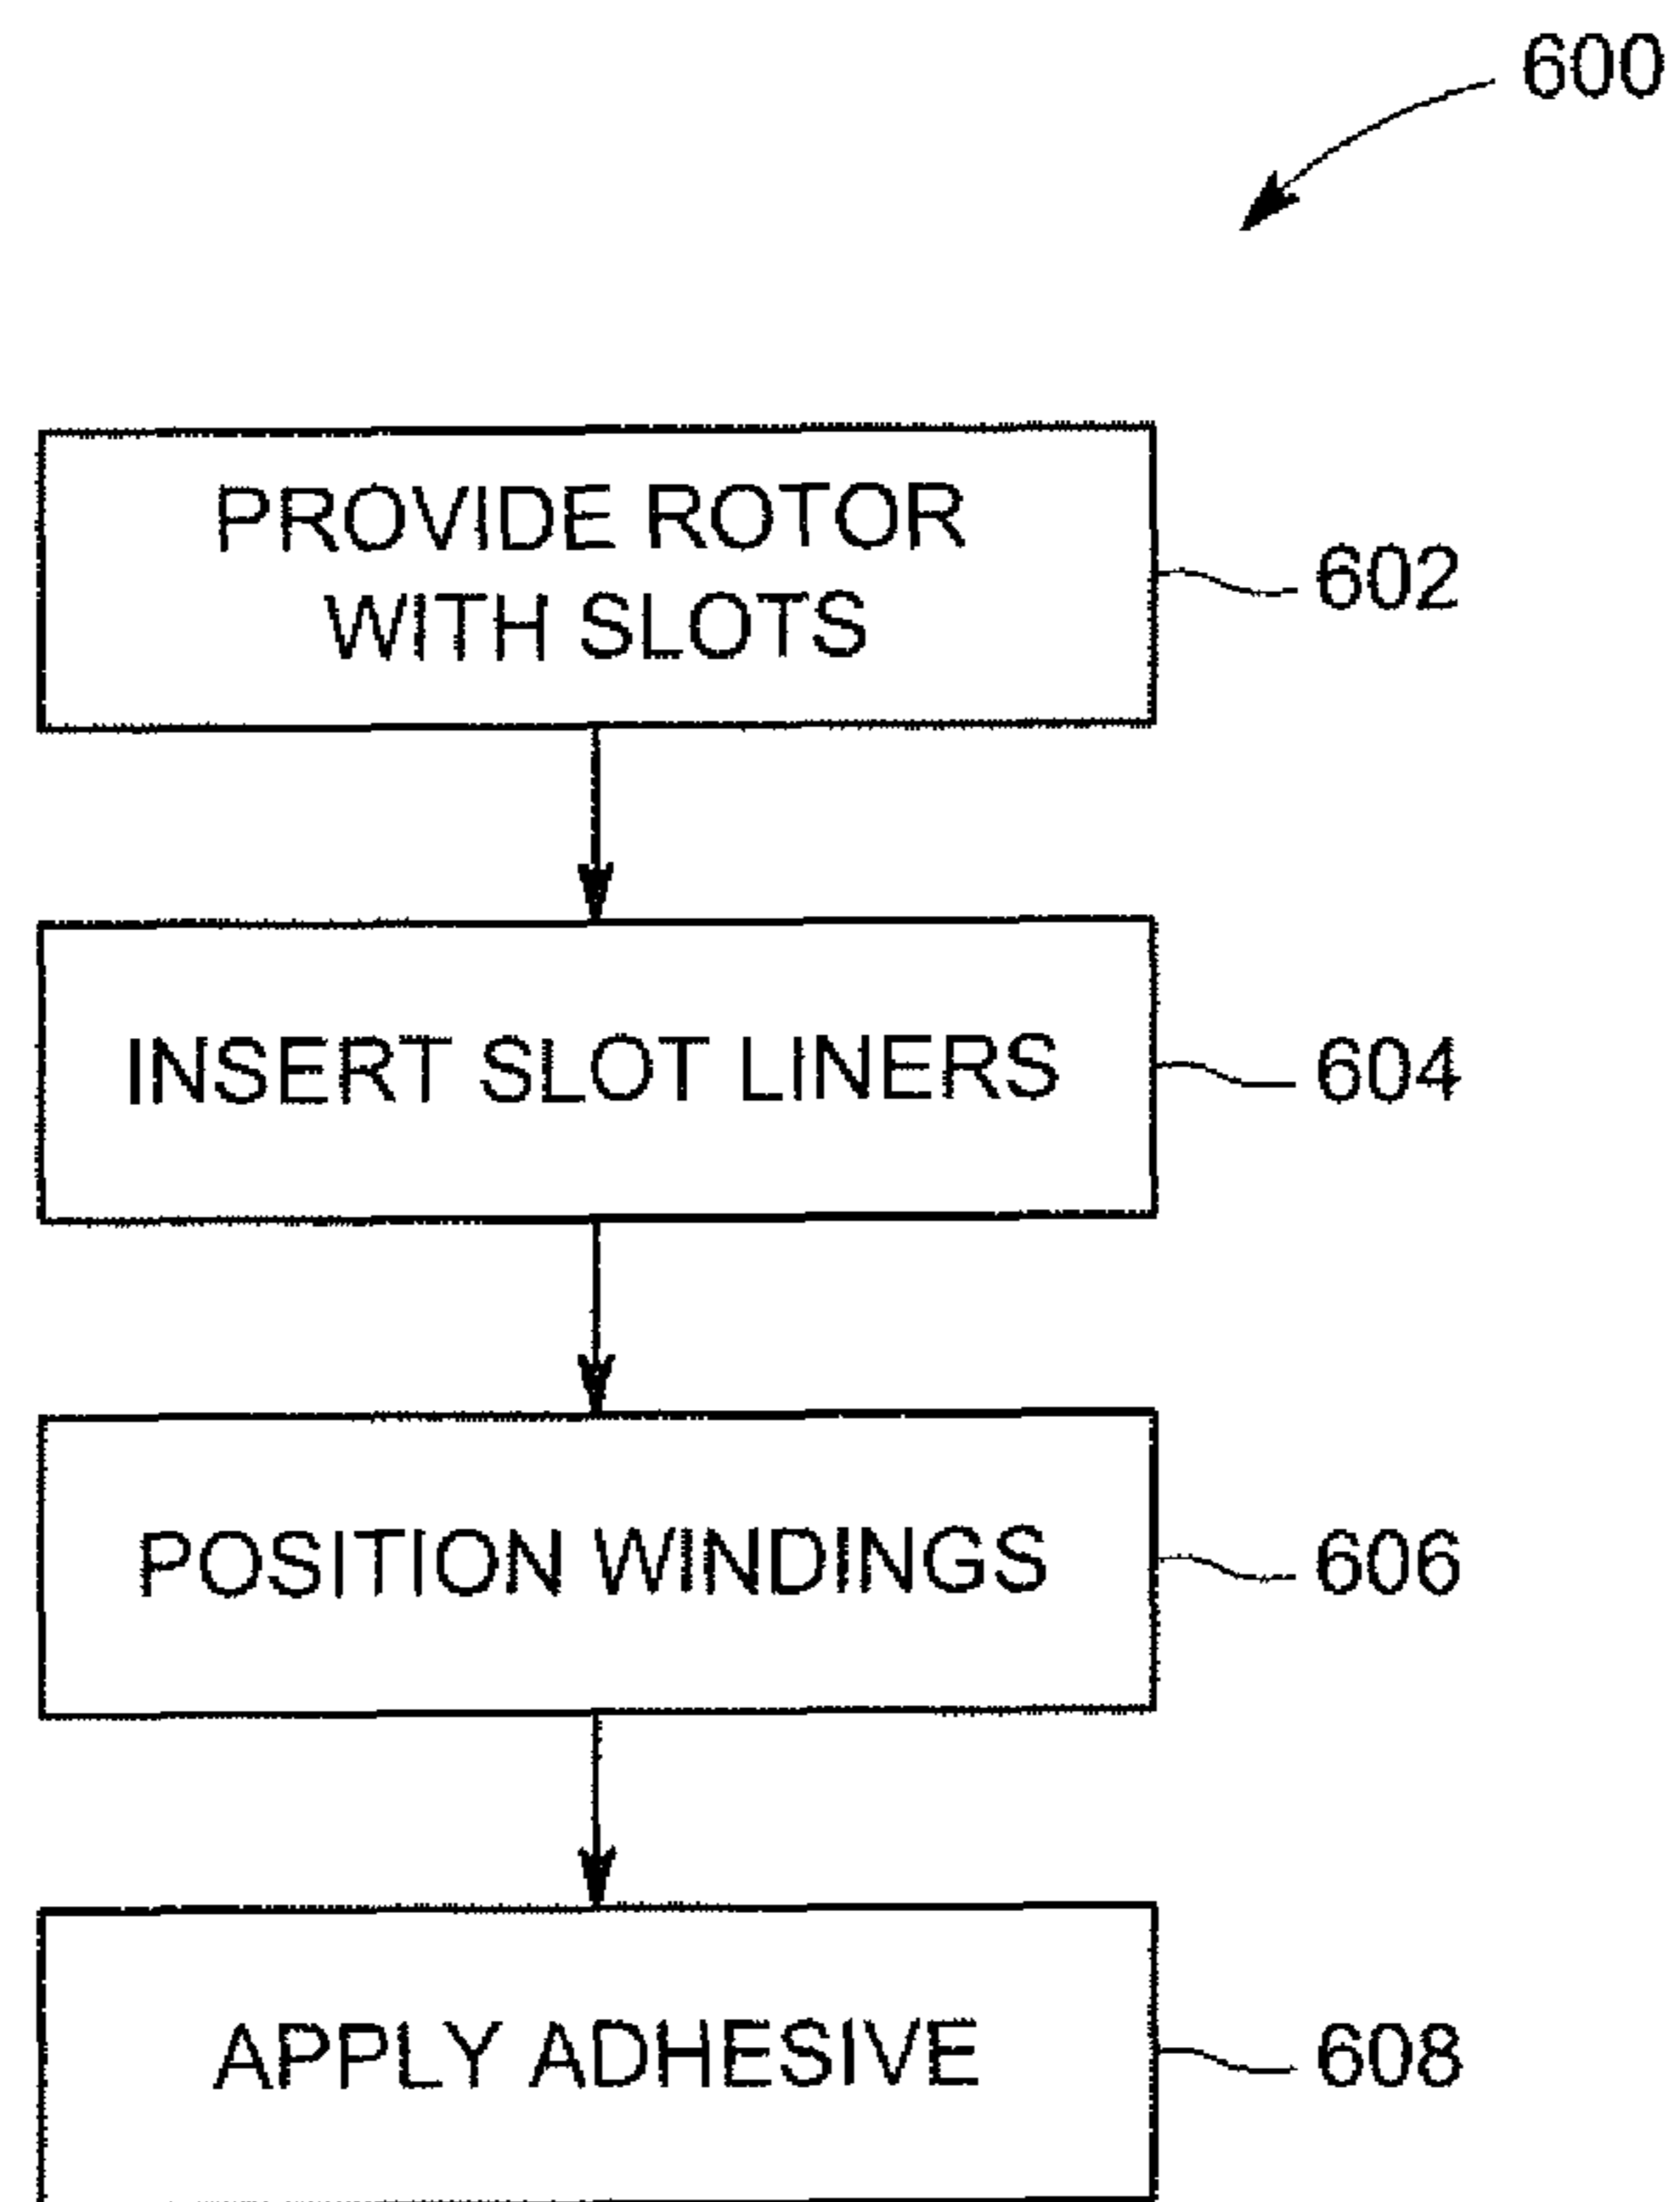 600
PROVIDE ROTOR
WITH SLOTS
602
INSERT SLOT LINERS
604
POSITION WINDINGS
606
APPLY ADHESIVE
608